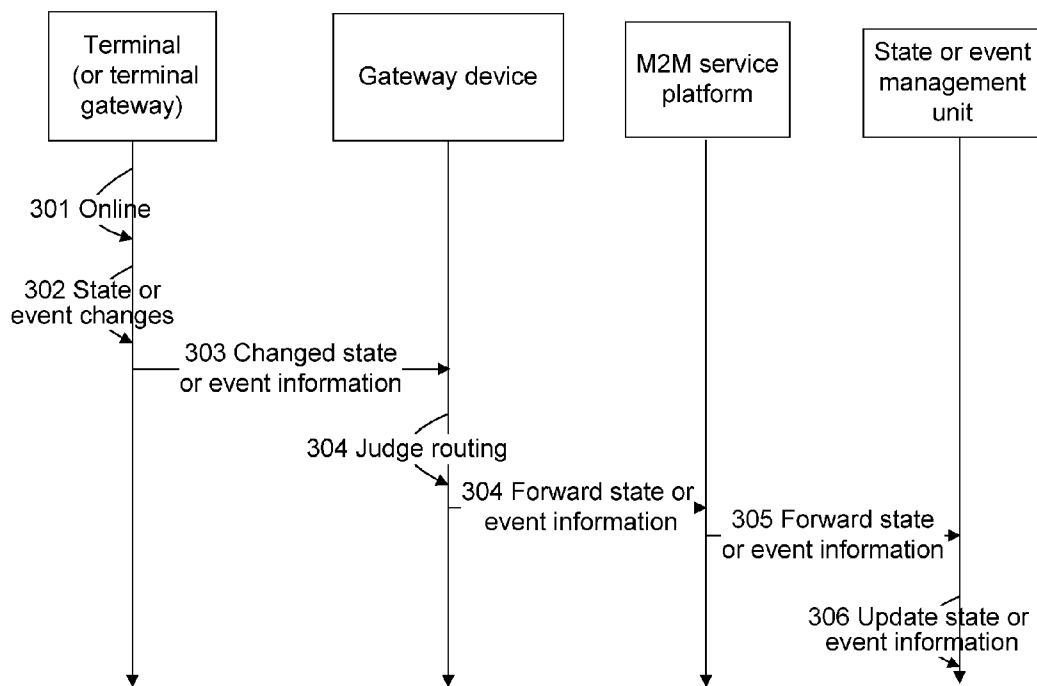 Terminal
(or terminal
gateway)
Gateway device
M2M service
platform
State or event
management
unit
301 Online
302 State or
event changes
303 Changed state
or event information
304 Judge routing
304 Forward state or
event information
305 Forward state
or event information
306 Update state or
event information